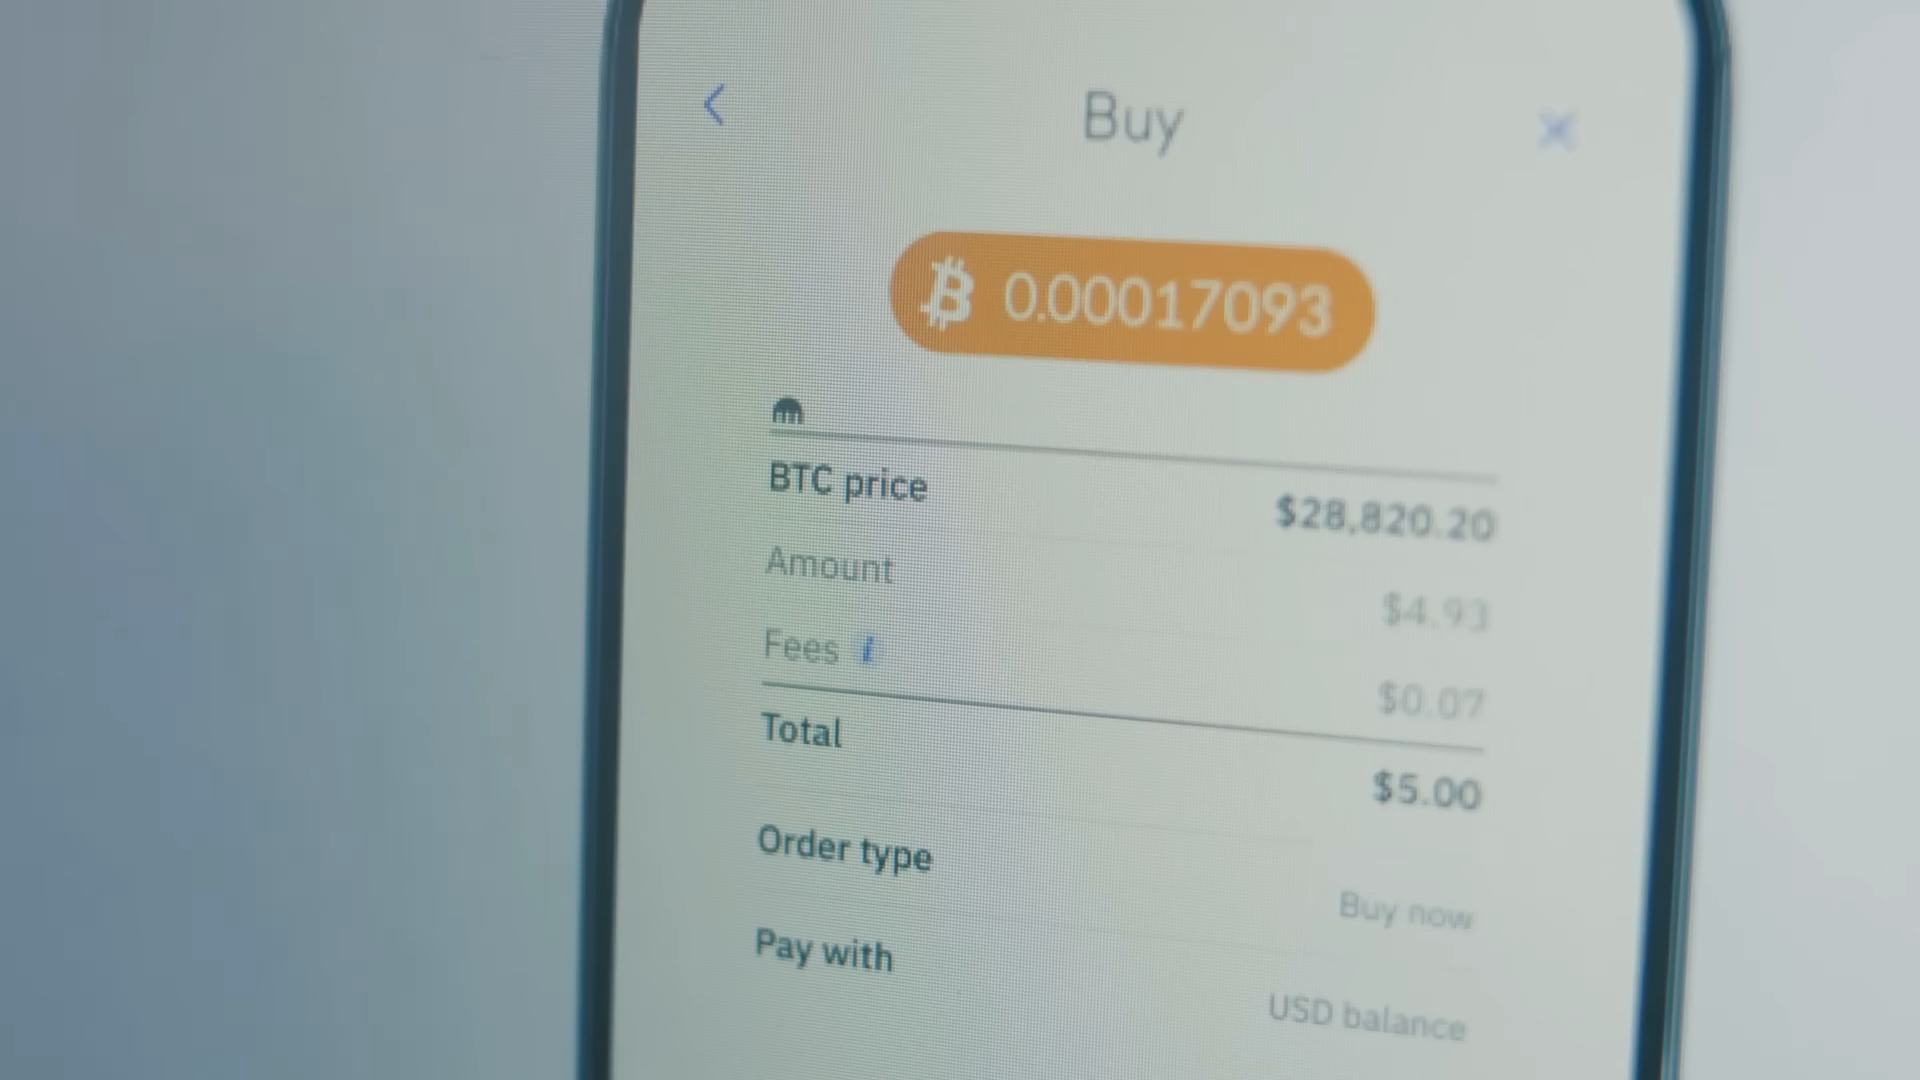 Buy
0.00017093
BTC price $28,820.20
Amount $4.93
Fees i $0.07
Total $5.00
Order type Buy now
Pay with USD balance